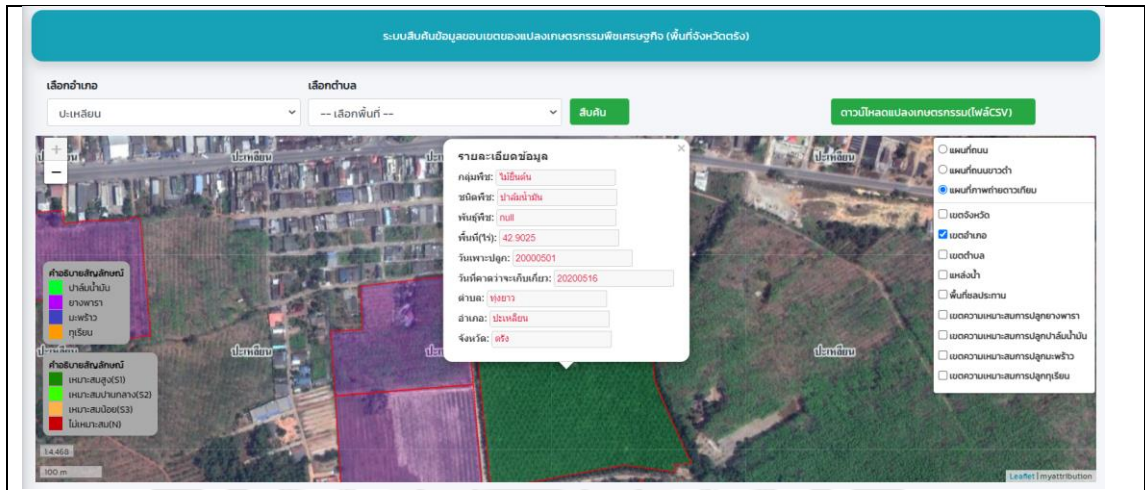 ระบบสืบค้นข้อมูลขอบเขตของแปลงเกษตรกรรมพืชเศรษฐกิจ (พื้นที่จังหวัดตรัง)
เลือกอำเภอ
เลือกตำบล
ปะเหลียน
-- เลือกพื้นที่ --
สืบค้น
ดาวน์โหลดแปลงเกษตรกรรม(ไฟล์CSV)
+
−
ปะเหลียน
ปะเหลียน
รายละเอียดข้อมูล
×
กลุ่มพืช: ไม้ยืนต้น
ชนิดพืช: ปาล์มน้ำมัน
พันธุ์พืช: null
พื้นที่(ไร่): 42.9025
วันเพาะปลูก: 20000501
วันที่คาดว่าจะเก็บเกี่ยว: 20200516
ตำบล: ทุ่งยาว
อำเภอ: ปะเหลียน
จังหวัด: ตรัง
แผนที่ถนน
แผนที่ถนนขาวดำ
แผนที่ภาพถ่ายดาวเทียม
เขตจังหวัด
เขตอำเภอ
เขตตำบล
แหล่งน้ำ
พื้นที่ชลประทาน
เขตความเหมาะสมการปลูกยางพารา
เขตความเหมาะสมการปลูกปาล์มน้ำมัน
เขตความเหมาะสมการปลูกมะพร้าว
เขตความเหมาะสมการปลูกทุเรียน
คำอธิบายสัญลักษณ์
ปาล์มน้ำมัน
ยางพารา
มะพร้าว
ทุเรียน
ปะเหลียน
ปะเหลียน
คำอธิบายสัญลักษณ์
เหมาะสมสูง(S1)
เหมาะสมปานกลาง(S2)
เหมาะสมน้อย(S3)
ไม่เหมาะสม(N)
1:4,468
100 m
Leaflet | myattribution